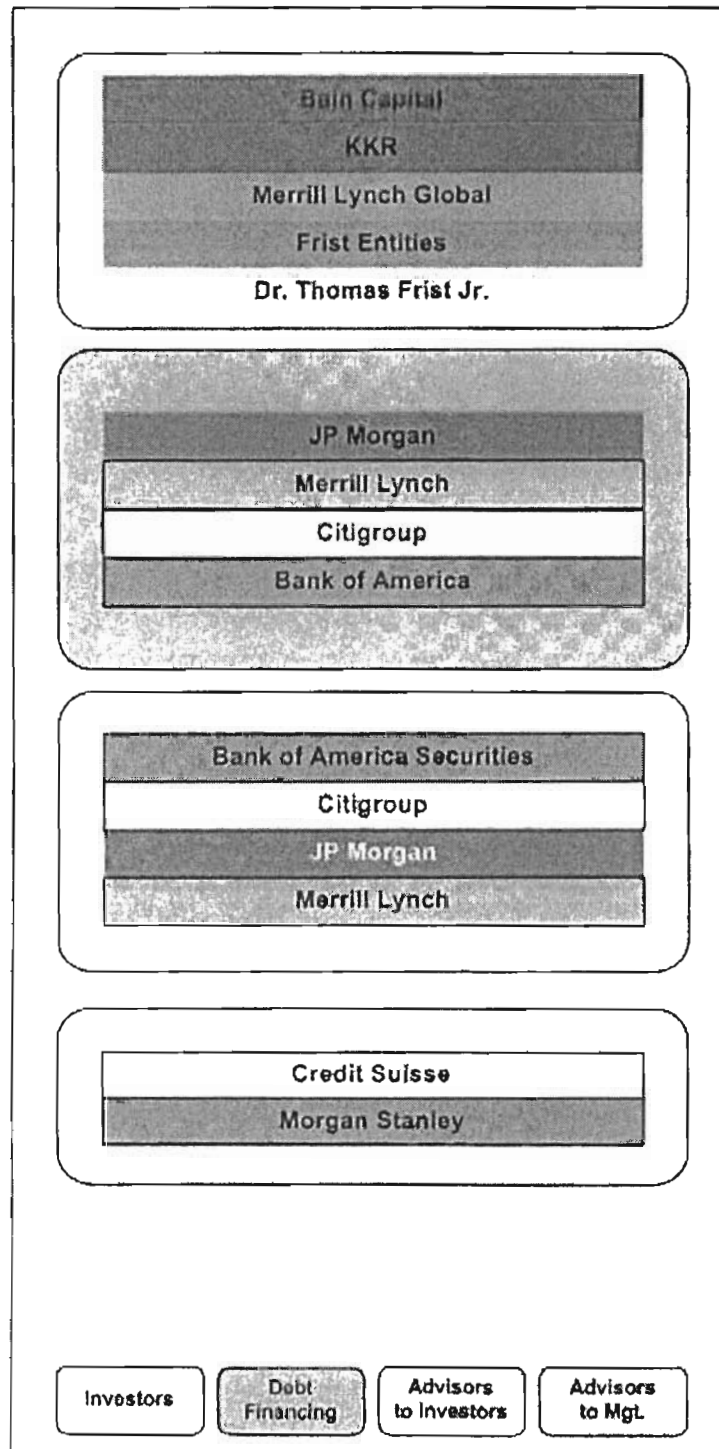 Bain Capital
KKR
Merrill Lynch Global
Frist Entities
Dr. Thomas Frist Jr.
JP Morgan
Merrill Lynch
Citigroup
Bank of America
Bank of America Securities
Citigroup
JP Morgan
Merrill Lynch
Credit Suisse
Morgan Stanley
Investors
Debt
Financing
Advisors
to Investors
Advisors
to Mgt.